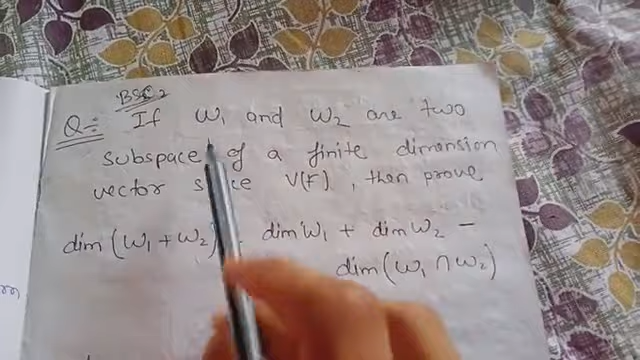 BSC 2
Q:- If W1 and W2 are two
subspace of a finite dimension
vector V(F), then prove
dim (W1 + W2) dim W1 + dim W2 -
dim (W1 ∩ W2)